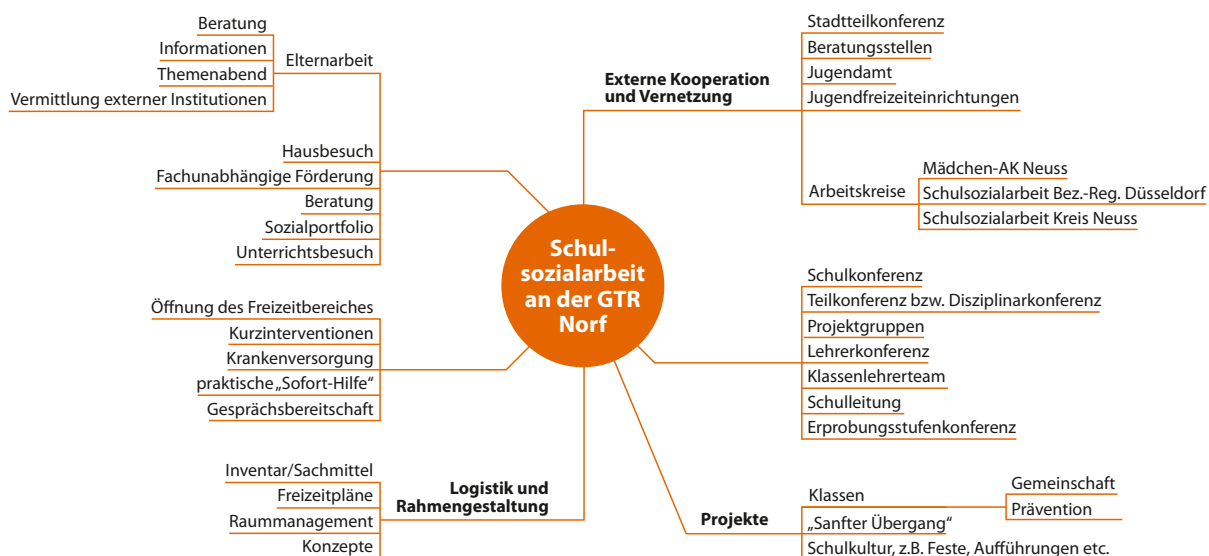 Beratung
Informationen
Themenabend
Vermittlung externer Institutionen
Elternarbeit
Hausbesuch
Fachunabhängige Förderung
Beratung
Sozialportfolio
Unterrichtsbesuch
Öffnung des Freizeitbereiches
Kurzinterventionen
Krankenversorgung
praktische „Sofort-Hilfe“
Gesprächsbereitschaft
Inventar/Sachmittel
Freizeitpläne
Raummanagement
Konzepte
Logistik und
Rahmengestaltung
Schul-
sozialarbeit
an der GTR
Norf
Externe Kooperation
und Vernetzung
Stadtteilkonferenz
Beratungsstellen
Jugendamt
Jugendfreizeiteinrichtungen
Arbeitskreise
Mädchen-AK Neuss
Schulsozialarbeit Bez.-Reg. Düsseldorf
Schulsozialarbeit Kreis Neuss
Schulkonferenz
Teilkonferenz bzw. Disziplinarkonferenz
Projektgruppen
Lehrerkonferenz
Klassenlehrerteam
Schulleitung
Erprobungsstufenkonferenz
Projekte
Klassen
Gemeinschaft
Prävention
„Sanfter Übergang“
Schulkultur, z.B. Feste, Aufführungen etc.